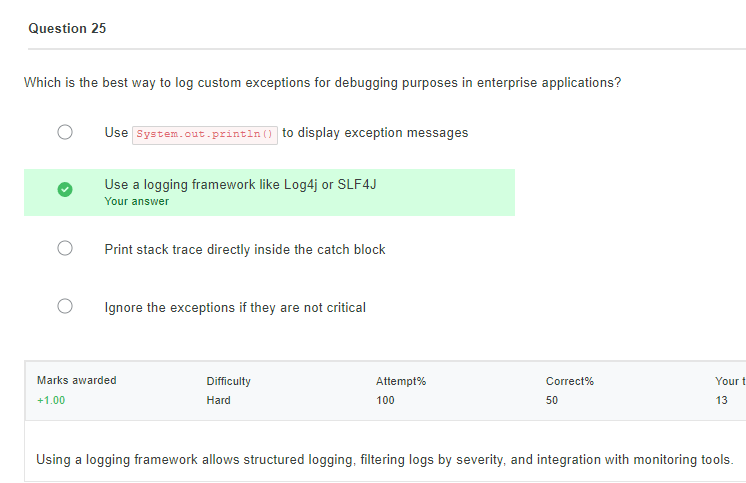 Question 25
Which is the best way to log custom exceptions for debugging purposes in enterprise applications?
Use System.out.println() to display exception messages
Use a logging framework like Log4j or SLF4J
Your answer
Print stack trace directly inside the catch block
Ignore the exceptions if they are not critical
Marks awarded Difficulty Attempt% Correct% Your t
+1.00 Hard 100 50 13
Using a logging framework allows structured logging, filtering logs by severity, and integration with monitoring tools.